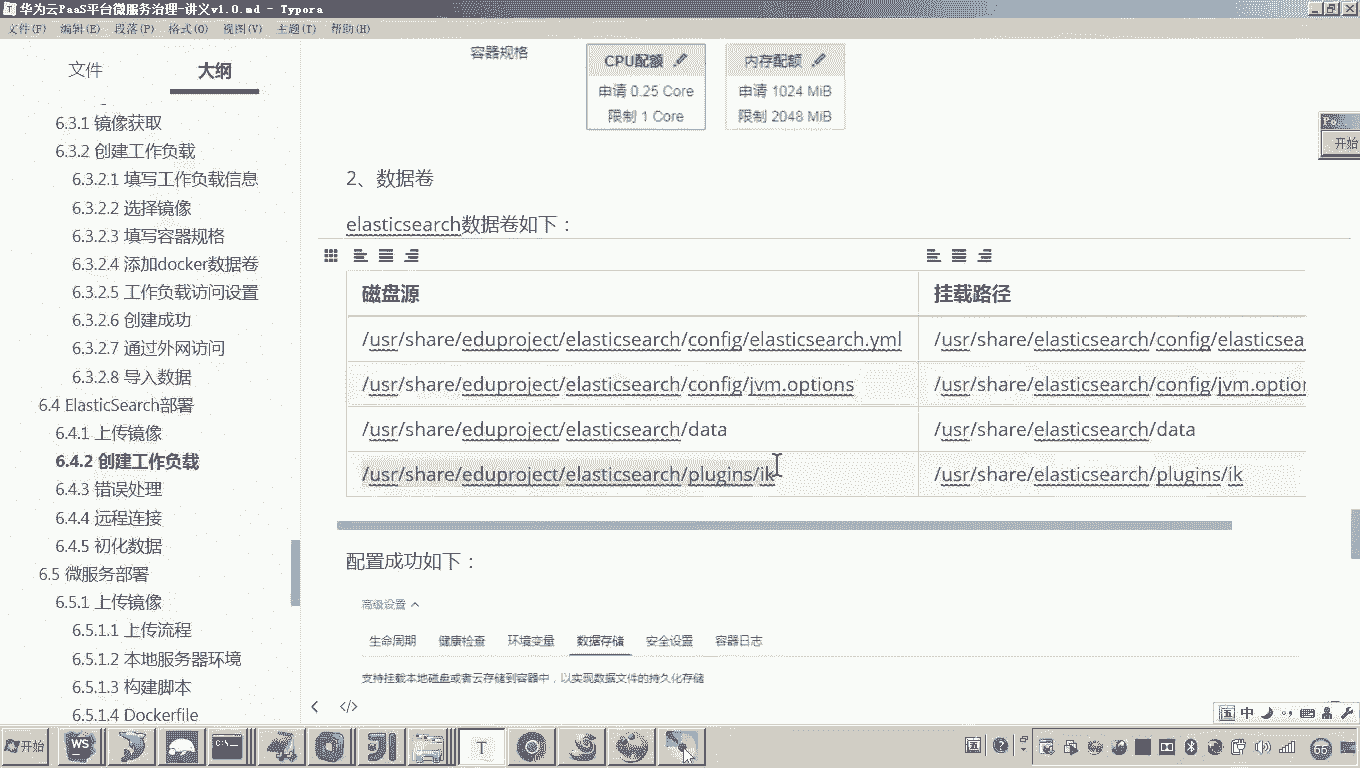 华为云PaaS平台微服务治理-讲义v1.0.md - Typora
文件(F) 编辑(E) 段落(P) 格式(O) 视图(V) 主题(T) 帮助(H)
文件 大纲
6.3.1 镜像获取
6.3.2 创建工作负载
6.3.2.1 填写工作负载信息
6.3.2.2 选择镜像
6.3.2.3 填写容器规格
6.3.2.4 添加docker数据卷
6.3.2.5 工作负载访问设置
6.3.2.6 创建成功
6.3.2.7 通过外网访问
6.3.2.8 导入数据
6.4 ElasticSearch部署
6.4.1 上传镜像
6.4.2 创建工作负载
6.4.3 错误处理
6.4.4 远程连接
6.4.5 初化数据
6.5 微服务部署
6.5.1 上传镜像
6.5.1.1 上传流程
6.5.1.2 本地服务器环境
6.5.1.3 构建脚本
6.5.1.4 Dockerfile
容器规格
CPU配额 内存配额
申请 0.25 Core 申请 1024 MiB
限制 1 Core 限制 2048 MiB
2、数据卷
elasticsearch数据卷如下：
磁盘源 挂载路径
/usr/share/eduproject/elasticsearch/config/elasticsearch.yml /usr/share/elasticsearch/config/elasticsea
/usr/share/eduproject/elasticsearch/config/jvm.options /usr/share/elasticsearch/config/jvm.option
/usr/share/eduproject/elasticsearch/data /usr/share/elasticsearch/data
/usr/share/eduproject/elasticsearch/plugins/ik /usr/share/elasticsearch/plugins/ik
配置成功如下：
高级设置
生命周期 健康检查 环境变量 数据存储 安全设置 容器日志
支持挂载本地磁盘或者云存储到容器中，以实现数据文件的持久化存储
开始
国 中
开始 WS T 66